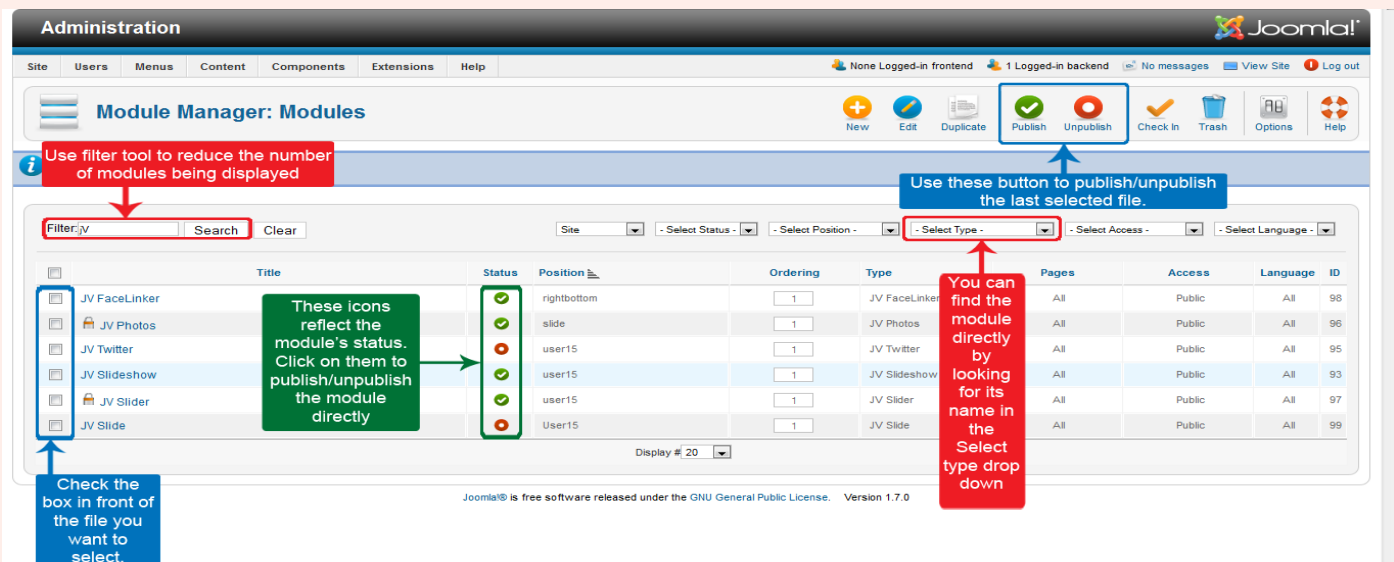 Administration
Joomla!
Site Users Menus Content Components Extensions Help
None Logged-in frontend 1 Logged-in backend No messages View Site Log out
Module Manager: Modules
New Edit Duplicate Publish Unpublish Check In Trash Options Help
Use filter tool to reduce the number
of modules being displayed
Use these button to publish/unpublish
the last selected file.
Filter: jV Search Clear
Site - Select Status - - Select Position - - Select Type - - Select Access - - Select Language -
Title Status Position Ordering Type Pages Access Language ID
JV FaceLinker rightbottom 1 JV FaceLinker All Public All 98
JV Photos slide 1 JV Photos All Public All 96
JV Twitter user15 1 JV Twitter All Public All 95
JV Slideshow user15 1 JV Slideshow All Public All 93
JV Slider user15 1 JV Slider All Public All 97
JV Slide User15 1 JV Slide All Public All 99
These icons
reflect the
module's status.
Click on them to
publish/unpublish
the module
directly
You can
find the
module
directly
by
looking
for its
name in
the
Select
type drop
down
Display # 20
Check the
box in front of
the file you
want to
select.
Joomla!® is free software released under the GNU General Public License. Version 1.7.0